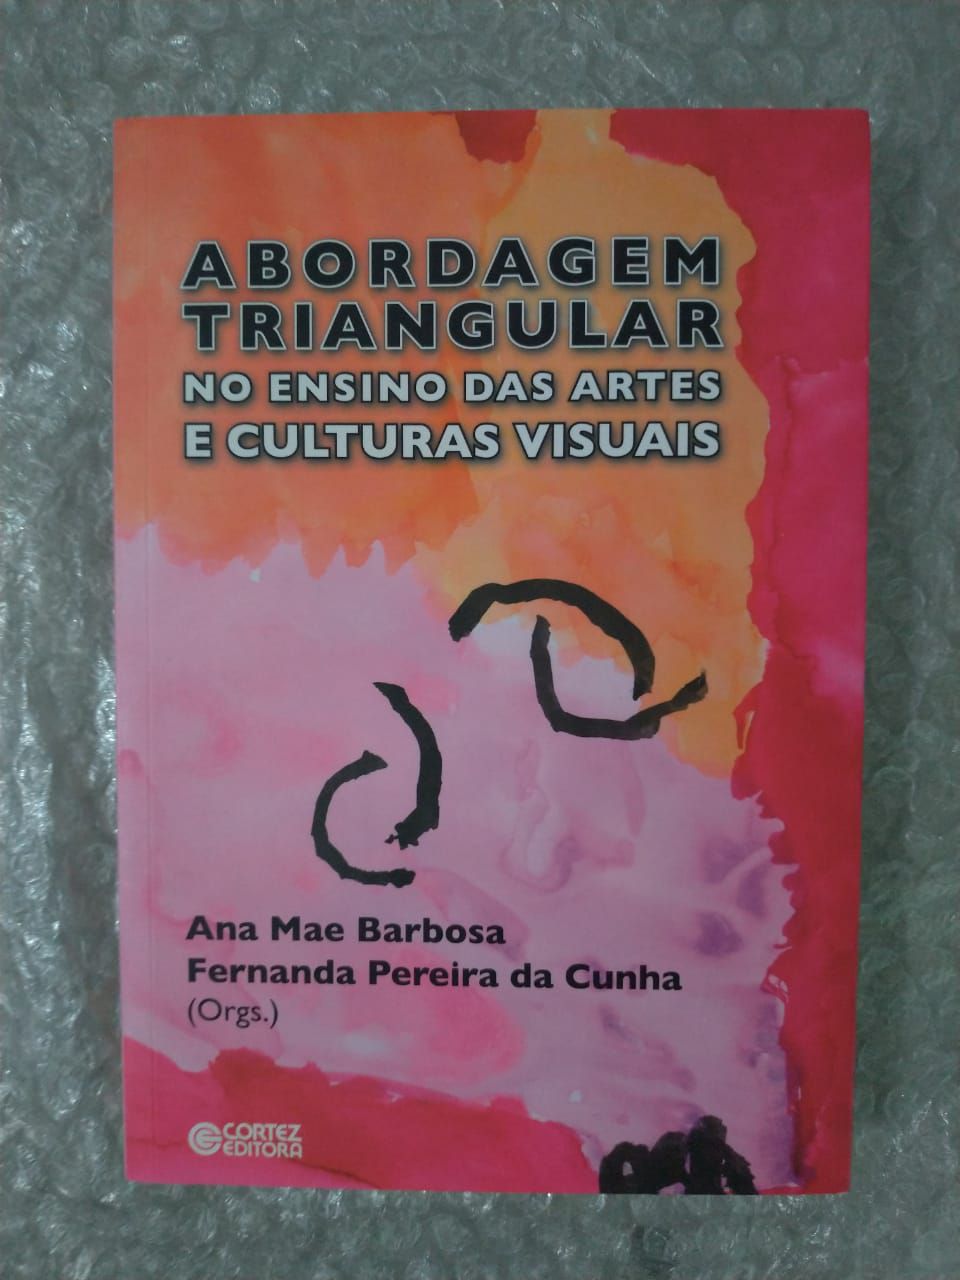 ABORDAGEM
TRIANGULAR
NO ENSINO DAS ARTES
E CULTURAS VISUAIS
Ana Mae Barbosa
Fernanda Pereira da Cunha
(Orgs.)
CORTEZ
EDITORA